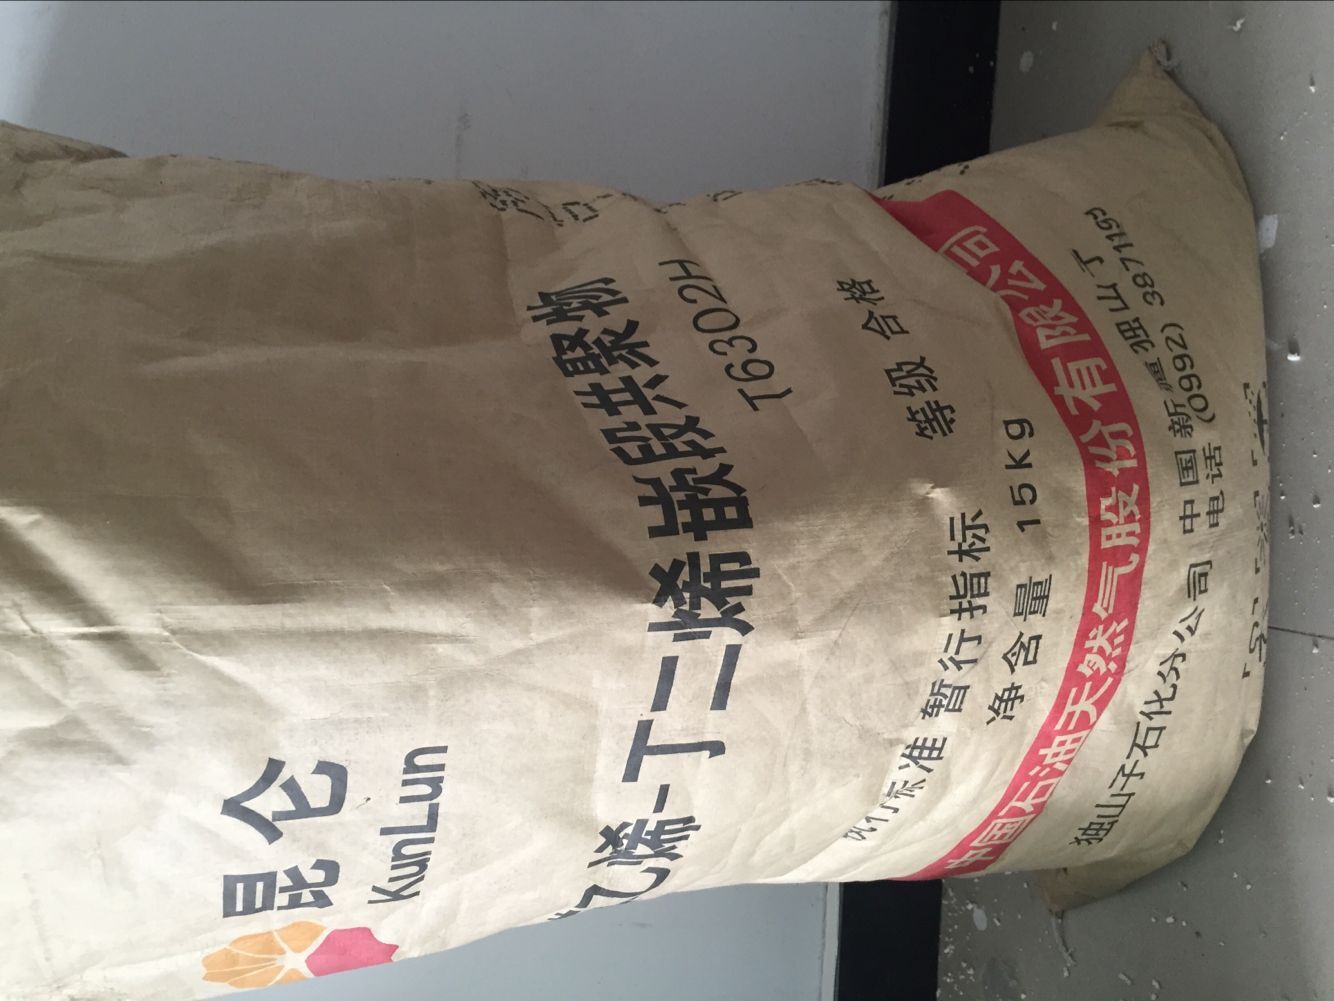 昆仑
KunLun
乙烯-丁二烯嵌段共聚物
(T6302H
等级 合格
执行标准 暂行指标
净含量 15kg
中国石油天然气股份有限公司
独山子石化分公司 中国新疆独山子
电话(0992)3871199